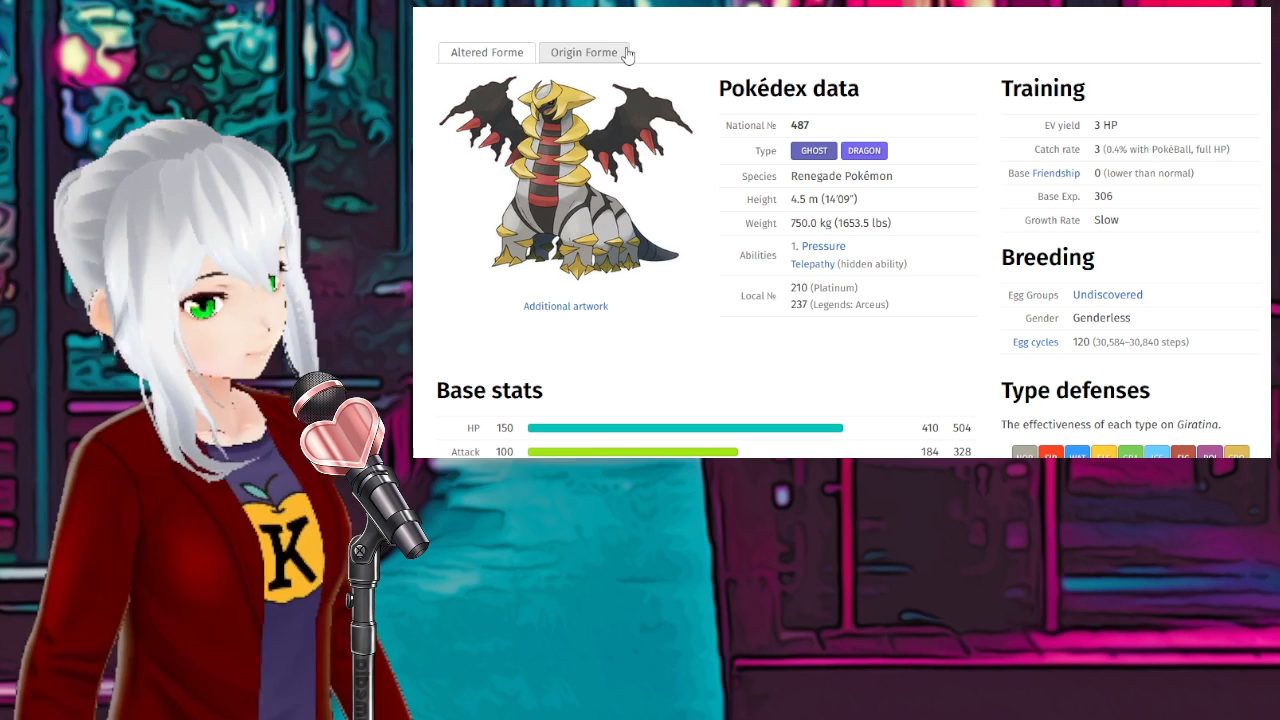 Altered Forme
Origin Forme
Pokédex data
National № 487
Type GHOST DRAGON
Species Renegade Pokémon
Height 4.5 m (14′09″)
Weight 750.0 kg (1653.5 lbs)
Abilities 1. Pressure
Telepathy (hidden ability)
Local № 210 (Platinum)
237 (Legends: Arceus)
Additional artwork
Training
EV yield 3 HP
Catch rate 3 (0.4% with PokéBall, full HP)
Base Friendship 0 (lower than normal)
Base Exp. 306
Growth Rate Slow
Breeding
Egg Groups Undiscovered
Gender Genderless
Egg cycles 120 (30,584–30,840 steps)
Base stats
HP 150 410 504
Attack 100 184 328
Type defenses
The effectiveness of each type on Giratina.
K